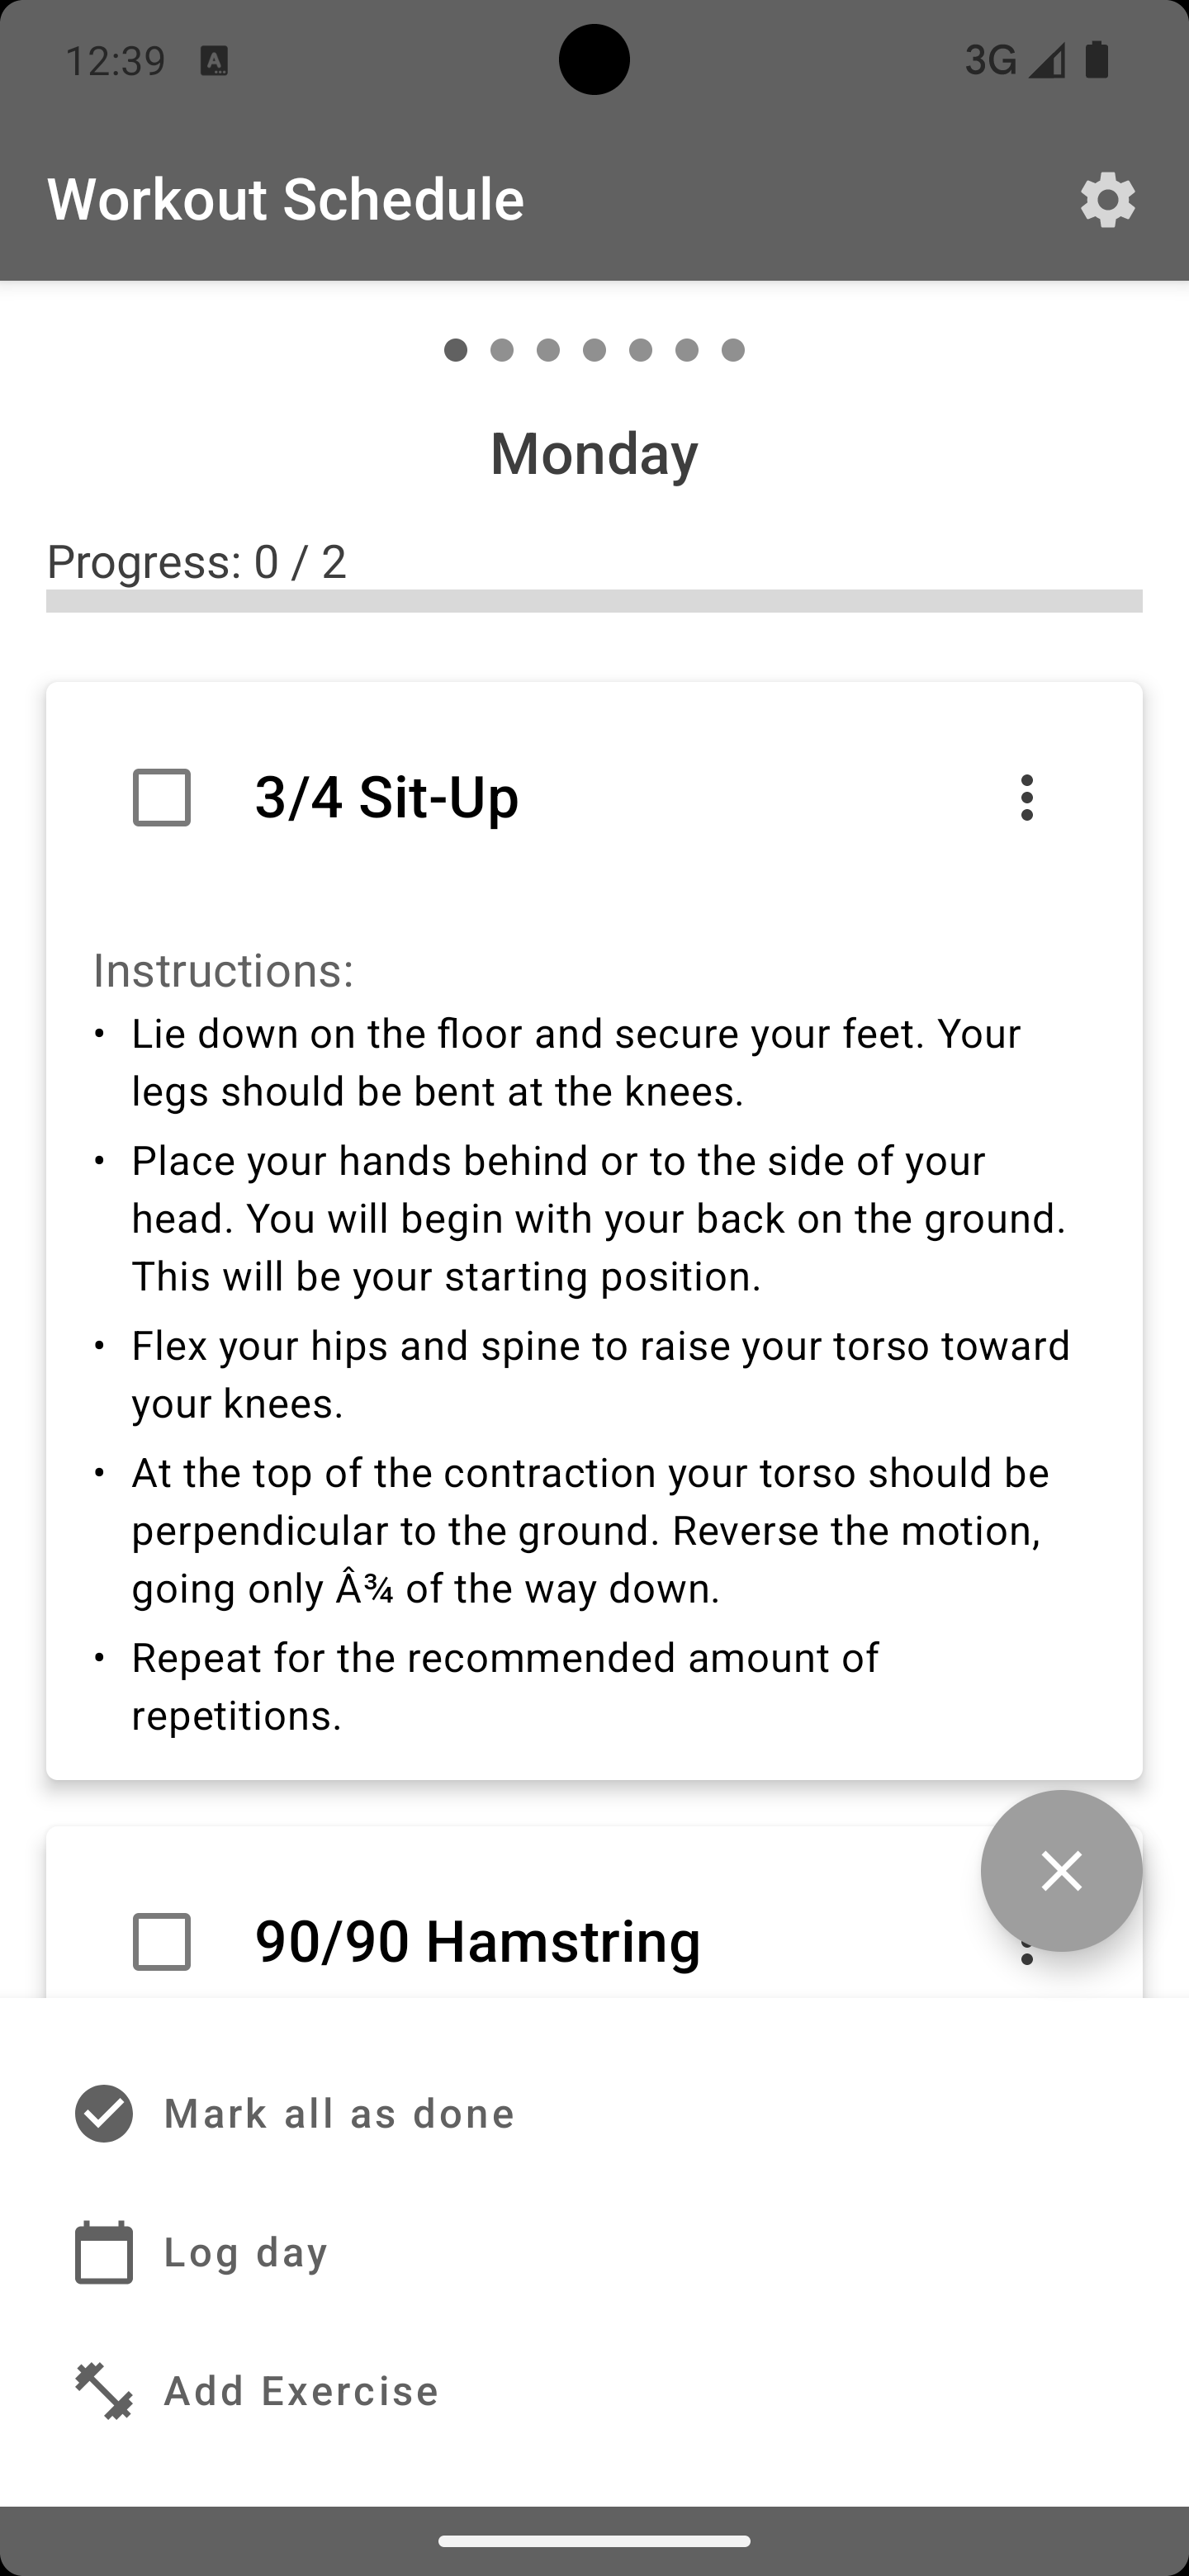 12:39
3G
Workout Schedule
Monday
Progress: 0 / 2
3/4 Sit-Up
Instructions:
• Lie down on the floor and secure your feet. Your
legs should be bent at the knees.
• Place your hands behind or to the side of your
head. You will begin with your back on the ground.
This will be your starting position.
• Flex your hips and spine to raise your torso toward
your knees.
• At the top of the contraction your torso should be
perpendicular to the ground. Reverse the motion,
going only Â¾ of the way down.
• Repeat for the recommended amount of
repetitions.
90/90 Hamstring
Mark all as done
Log day
Add Exercise